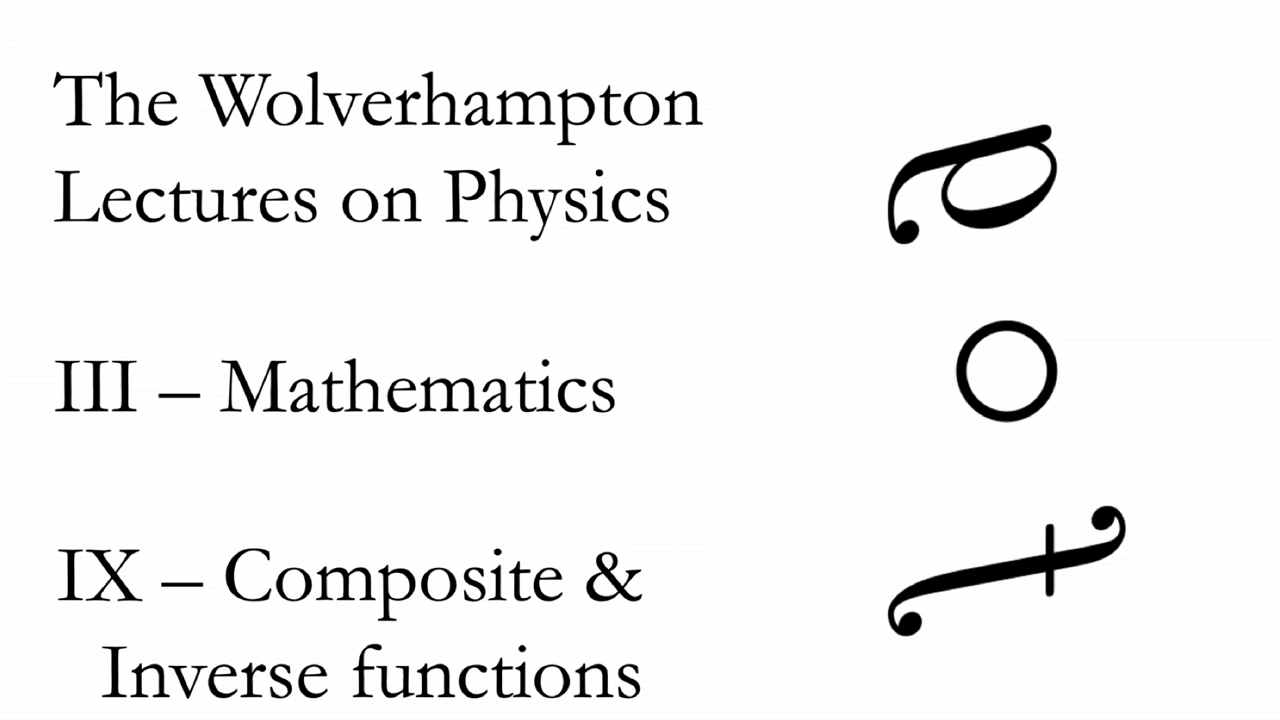 The Wolverhampton
Lectures on Physics
III – Mathematics
IX – Composite &
Inverse functions
g
∘
f